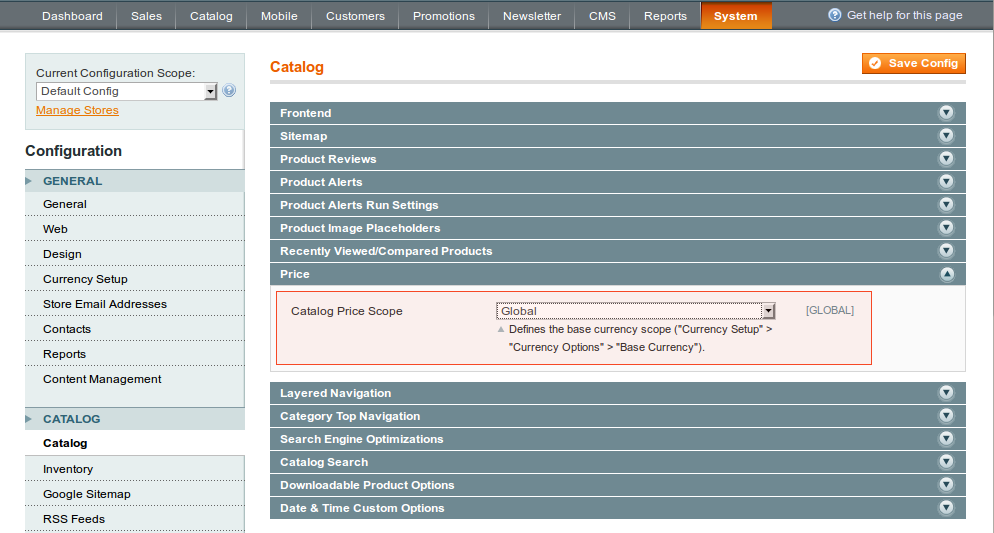 Dashboard Sales Catalog Mobile Customers Promotions Newsletter CMS Reports System Get help for this page
Current Configuration Scope:
Default Config
Manage Stores
Configuration
GENERAL
General
Web
Design
Currency Setup
Store Email Addresses
Contacts
Reports
Content Management
CATALOG
Catalog
Inventory
Google Sitemap
RSS Feeds
Catalog Save Config
Frontend
Sitemap
Product Reviews
Product Alerts
Product Alerts Run Settings
Product Image Placeholders
Recently Viewed/Compared Products
Price
Catalog Price Scope Global [GLOBAL]
Defines the base currency scope ("Currency Setup" >
"Currency Options" > "Base Currency").
Layered Navigation
Category Top Navigation
Search Engine Optimizations
Catalog Search
Downloadable Product Options
Date & Time Custom Options